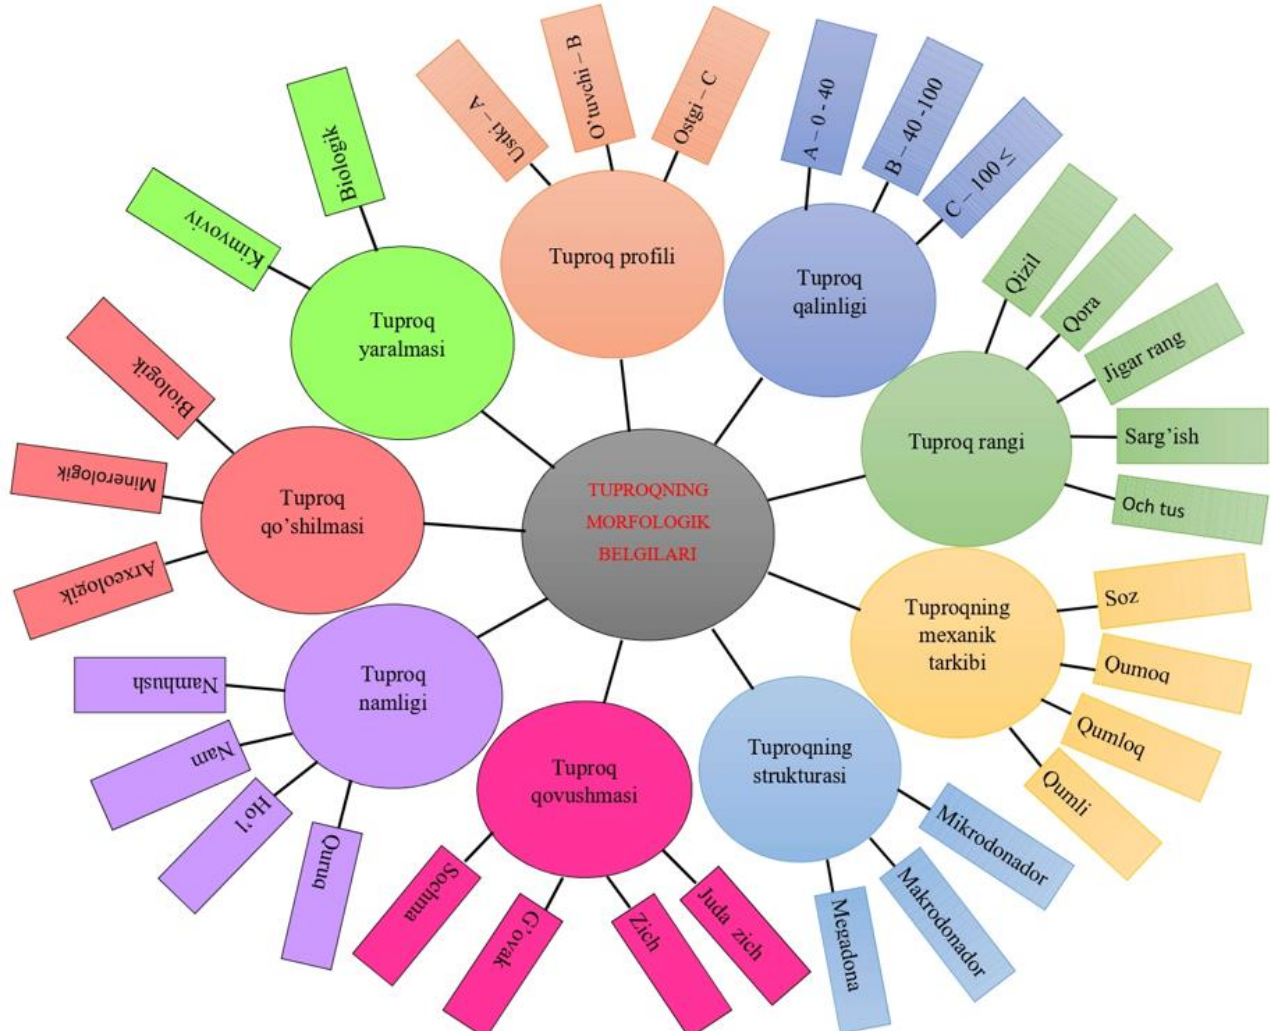 TUPROQNING
MORFOLOGIK
BELGILARI
Tuproq profili
Ustki – A
O’tuvchi – B
Ostgi – C
Tuproq
qalinligi
A – 0 - 40
B – 40 -100
C – 100 ≤
Tuproq rangi
Qizil
Qora
Jigar rang
Sarg’ish
Och tus
Tuproqning
mexanik
tarkibi
Soz
Qumoq
Qumloq
Qumli
Tuproqning
strukturasi
Mikrodonador
Makrodonador
Megadona
Tuproq
qovushmasi
Juda zich
Zich
G’ovak
Sochma
Tuproq
namligi
Quruq
Ho’l
Nam
Namhush
Tuproq
qo’shilmasi
Arxeologik
Minerologik
Biologik
Tuproq
yaralmasi
Kimyoviy
Biologik